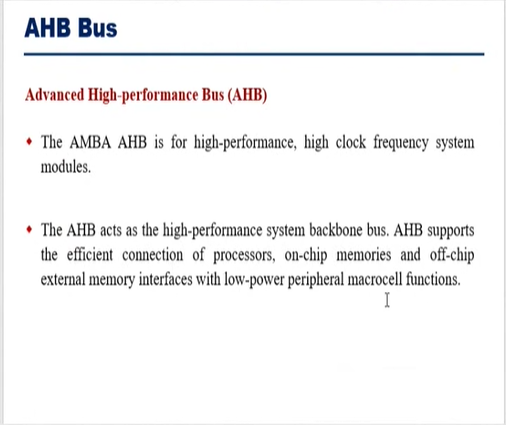 AHB Bus
Advanced High-performance Bus (AHB)
• The AMBA AHB is for high-performance, high clock frequency system
modules.
• The AHB acts as the high-performance system backbone bus. AHB supports
the efficient connection of processors, on-chip memories and off-chip
external memory interfaces with low-power peripheral macrocell functions.